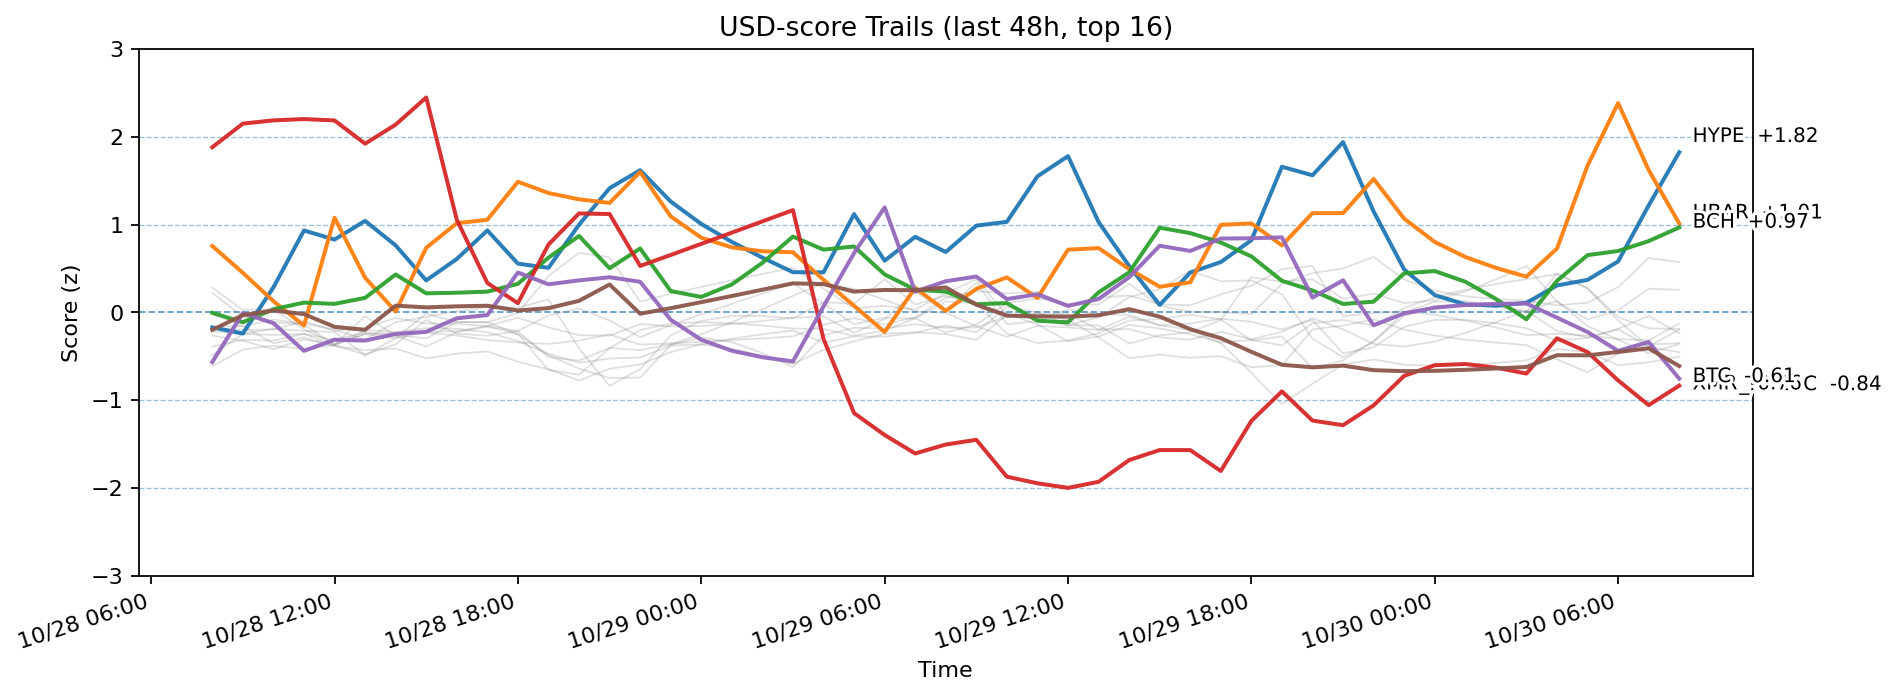 USD-score Trails (last 48h, top 16)
3
2
1
0
−1
−2
−3
Score (z)
HYPE +1.82
HBAR +1.01
BCH +0.97
BTC -0.61
-0.84
10/28 06:00
10/28 12:00
10/28 18:00
10/29 00:00
10/29 06:00
10/29 12:00
10/29 18:00
10/30 00:00
10/30 06:00
Time